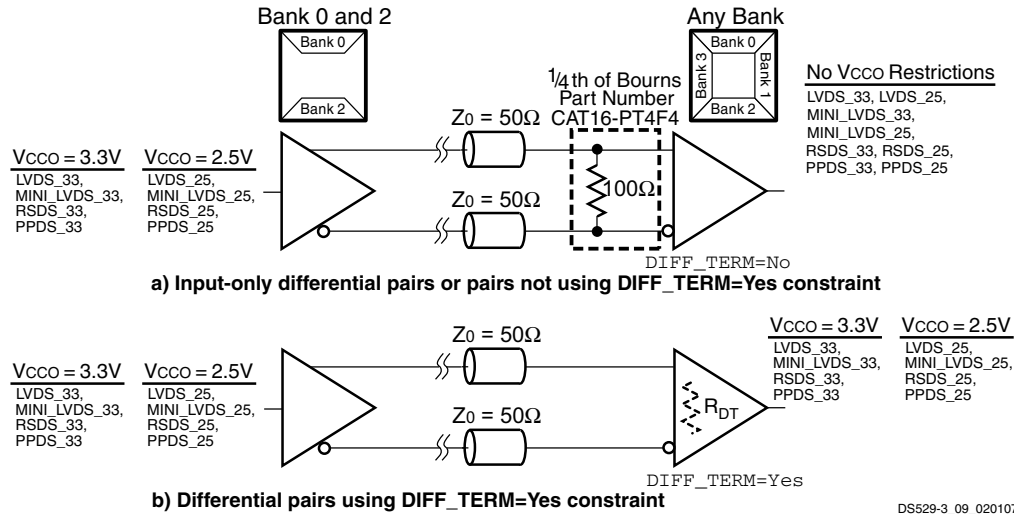 Bank 0 and 2
Bank 0
Bank 2
Any Bank
Bank 0
Bank 3
Bank 1
Bank 2
1/4th of Bourns
Part Number
CAT16-PT4F4
No VCCO Restrictions
LVDS_33, LVDS_25,
MINI_LVDS_33,
MINI_LVDS_25,
RSDS_33, RSDS_25,
PPDS_33, PPDS_25
VCCO = 3.3V
LVDS_33,
MINI_LVDS_33,
RSDS_33,
PPDS_33
VCCO = 2.5V
LVDS_25,
MINI_LVDS_25,
RSDS_25,
PPDS_25
Z0 = 50Ω
Z0 = 50Ω
100Ω
DIFF_TERM=No
a) Input-only differential pairs or pairs not using DIFF_TERM=Yes constraint
VCCO = 3.3V
LVDS_33,
MINI_LVDS_33,
RSDS_33,
PPDS_33
VCCO = 2.5V
LVDS_25,
MINI_LVDS_25,
RSDS_25,
PPDS_25
Z0 = 50Ω
Z0 = 50Ω
RDT
DIFF_TERM=Yes
VCCO = 3.3V
LVDS_33,
MINI_LVDS_33,
RSDS_33,
PPDS_33
VCCO = 2.5V
LVDS_25,
MINI_LVDS_25,
RSDS_25,
PPDS_25
b) Differential pairs using DIFF_TERM=Yes constraint
DS529-3_09_020107